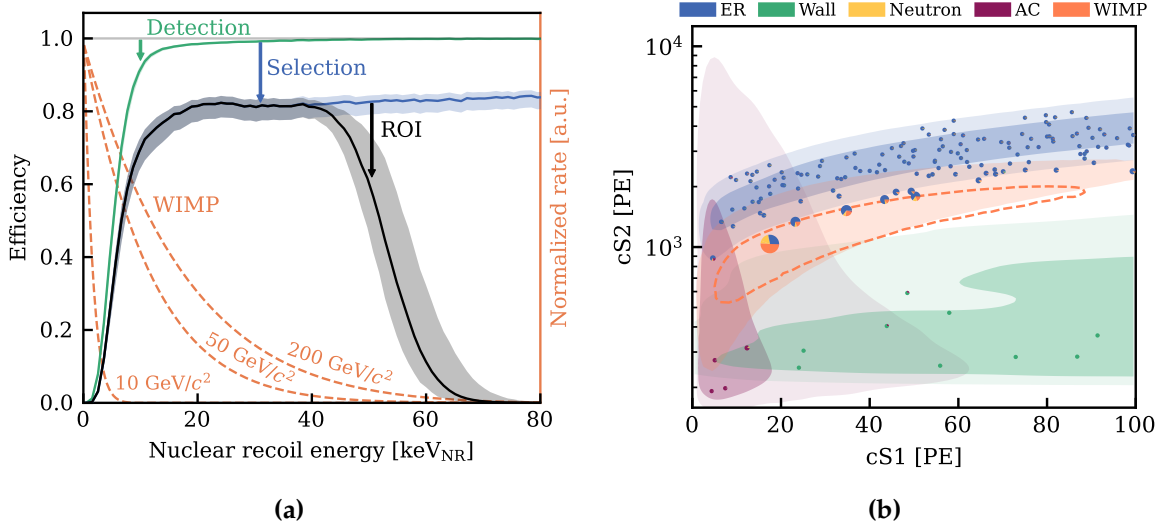 Detection
Selection
ROI
WIMP
10 GeV/c²
50 GeV/c²
200 GeV/c²
1.0
0.8
0.6
0.4
0.2
0.0
Efficiency
Normalized rate [a.u.]
0 20 40 60 80
Nuclear recoil energy [keV_NR]
(a)
ER Wall Neutron AC WIMP
10⁴
10³
cS2 [PE]
0 20 40 60 80 100
cS1 [PE]
(b)